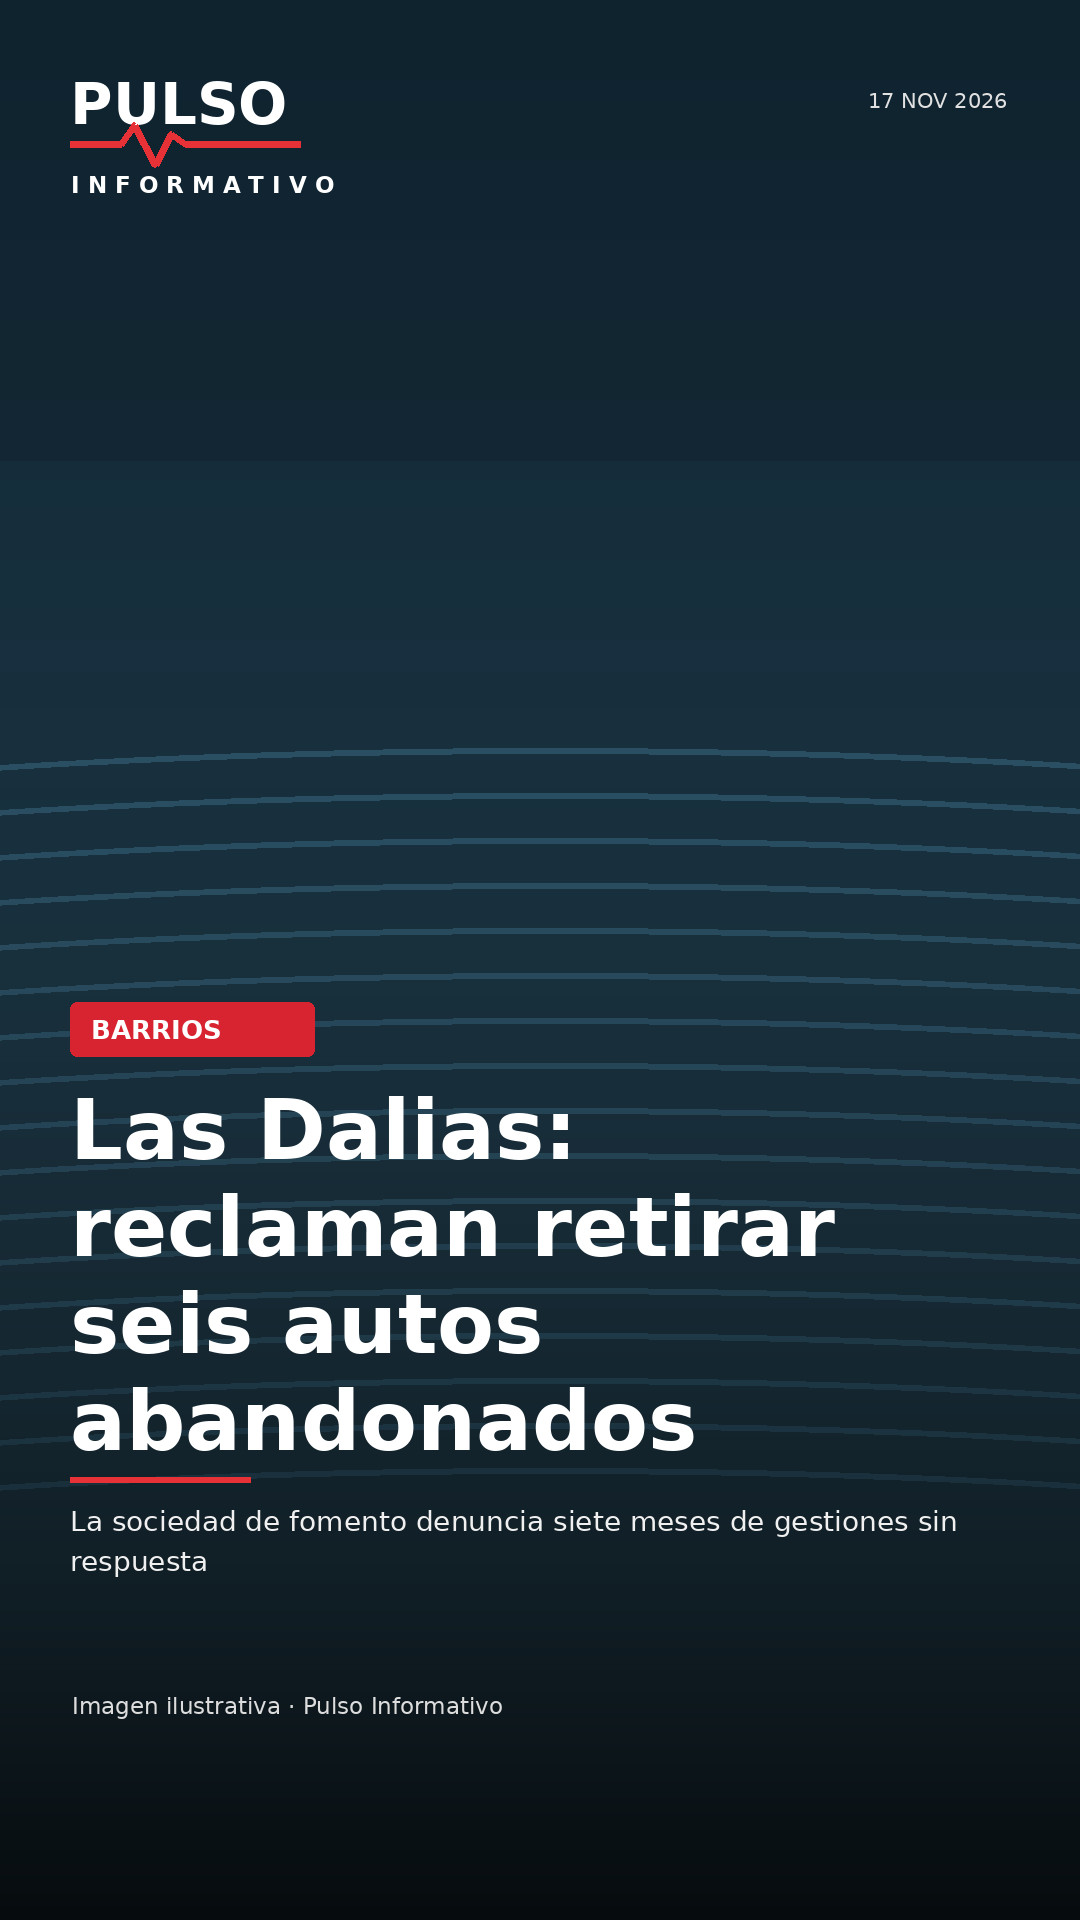 PULSO
INFORMATIVO
17 NOV 2026
BARRIOS
Las Dalias:
reclaman retirar
seis autos
abandonados
La sociedad de fomento denuncia siete meses de gestiones sin
respuesta
Imagen ilustrativa · Pulso Informativo